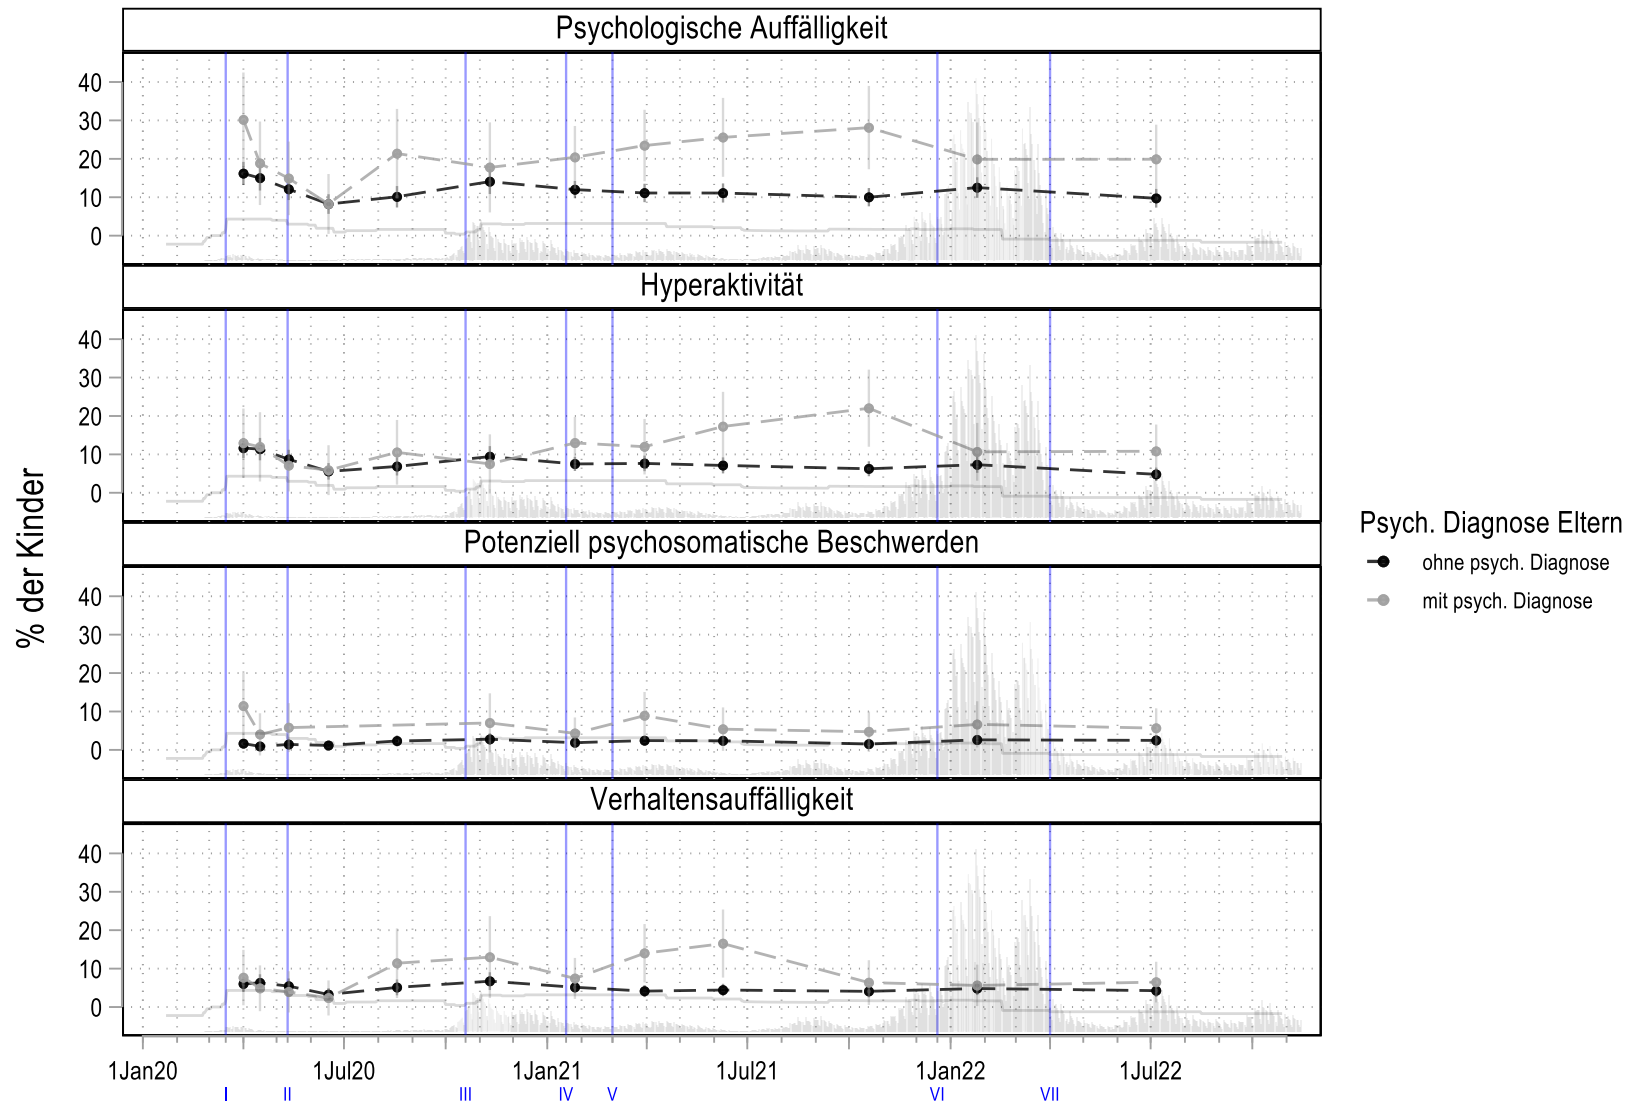 Psychologische Auffälligkeit
40
30
20
10
0
Hyperaktivität
40
30
20
10
0
Potenziell psychosomatische Beschwerden
40
30
20
10
0
Verhaltensauffälligkeit
40
30
20
10
0
% der Kinder
1Jan20 1Jul20 1Jan21 1Jul21 1Jan22 1Jul22
I II III IV V VI VII
Psych. Diagnose Eltern
ohne psych. Diagnose
mit psych. Diagnose